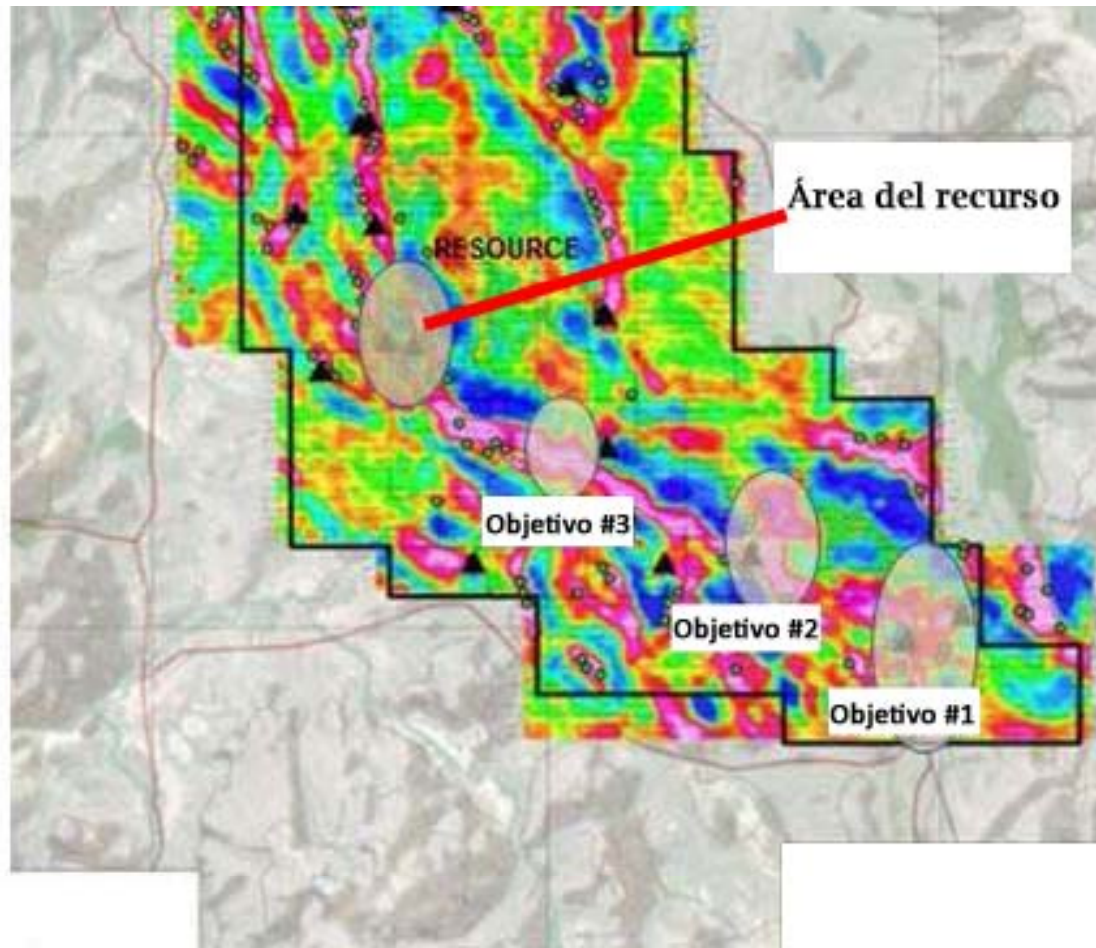 Área del recurso
RESOURCE
Objetivo #3
Objetivo #2
Objetivo #1